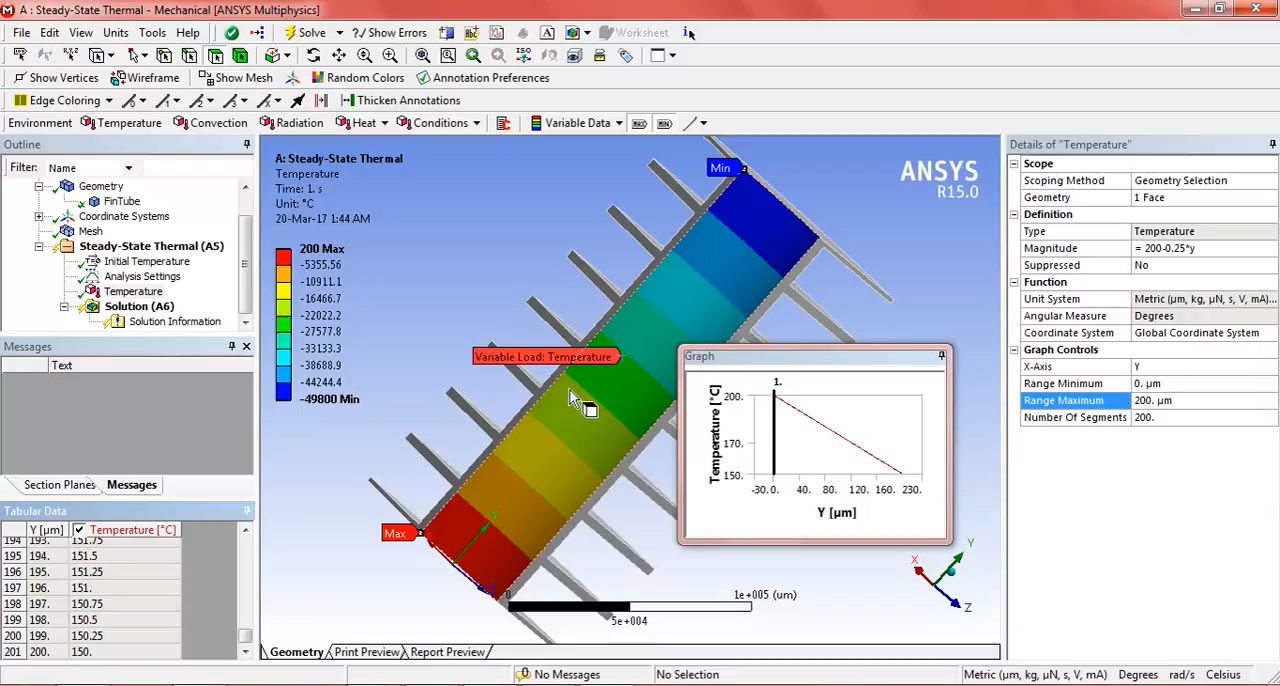 A : Steady-State Thermal - Mechanical [ANSYS Multiphysics]
File Edit View Units Tools Help Solve ?/ Show Errors Worksheet
Show Vertices Wireframe Show Mesh Random Colors Annotation Preferences
Edge Coloring Thicken Annotations
Environment Temperature Convection Radiation Heat Conditions Variable Data
Outline
Filter: Name
Geometry
FinTube
Coordinate Systems
Mesh
Steady-State Thermal (A5)
Initial Temperature
Analysis Settings
Temperature
Solution (A6)
Solution Information
Messages
Text
Section Planes Messages
Tabular Data
Y [µm] Temperature [°C]
194 193. 151.75
195 194. 151.5
196 195. 151.25
197 196. 151.
198 197. 150.75
199 198. 150.5
200 199. 150.25
201 200. 150.
A: Steady-State Thermal
Temperature
Time: 1. s
Unit: °C
20-Mar-17 1:44 AM
200 Max
-5355.56
-10911.1
-16466.7
-22022.2
-27577.8
-33133.3
-38688.9
-44244.4
-49800 Min
ANSYS
R15.0
Min
Variable Load: Temperature
Max
Y
Graph
1.
Temperature [°C]
200.
170.
150.
-30.0. 40. 80. 120. 160. 230.
Y [µm]
X
Y
Z
0 1e+005 (um)
5e+004
Geometry Print Preview Report Preview
Details of "Temperature"
Scope
Scoping Method Geometry Selection
Geometry 1 Face
Definition
Type Temperature
Magnitude = 200-0.25*y
Suppressed No
Function
Unit System Metric (µm, kg, µN, s, V, mA)...
Angular Measure Degrees
Coordinate System Global Coordinate System
Graph Controls
X-Axis Y
Range Minimum 0. µm
Range Maximum 200. µm
Number Of Segments 200.
No Messages No Selection Metric (µm, kg, µN, s, V, mA) Degrees rad/s Celsius